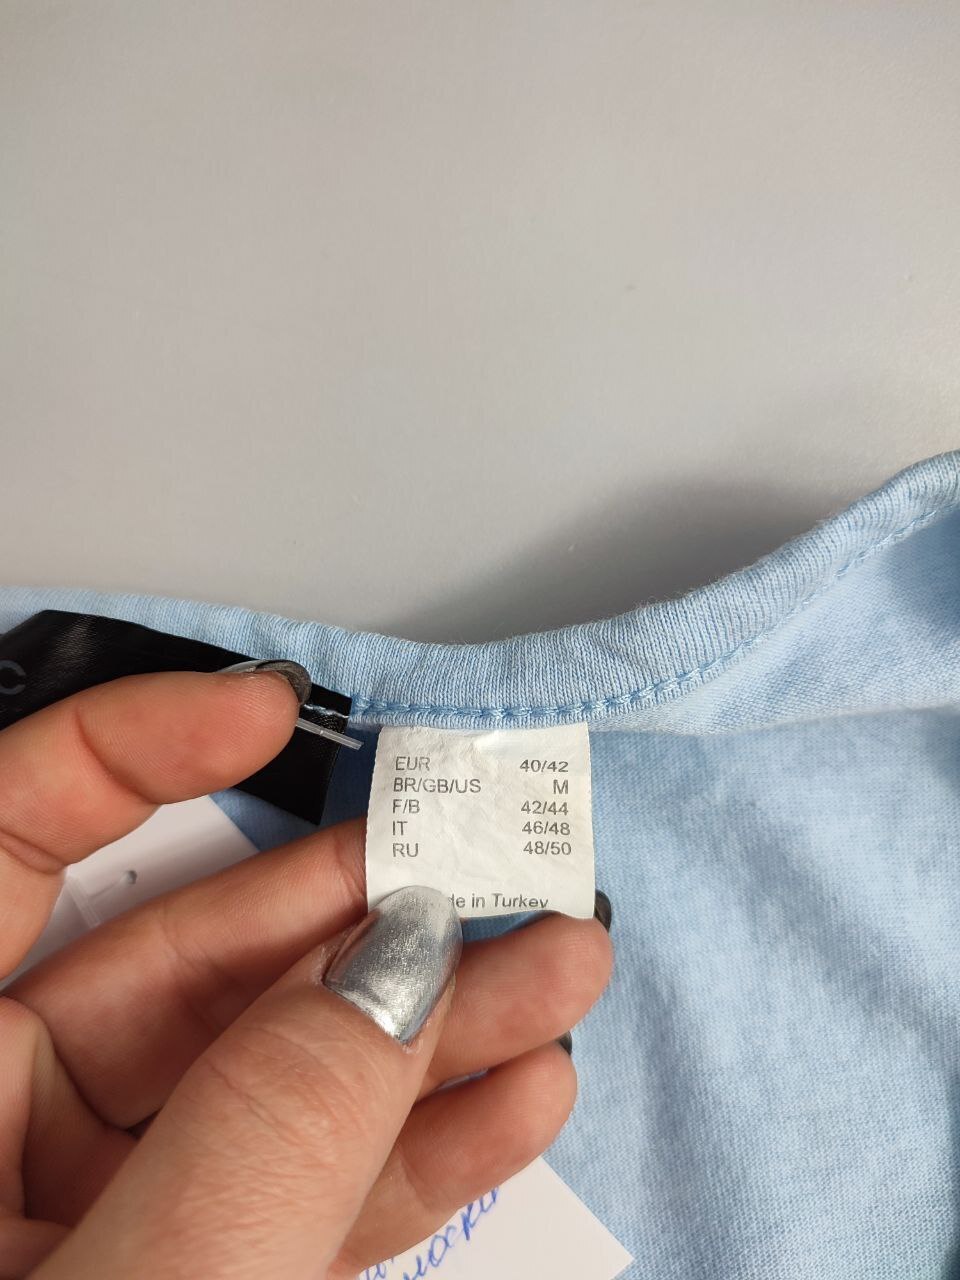 C
EUR 40/42
BR/GB/US M
F/B 42/44
IT 46/48
RU 48/50
de in Turkey